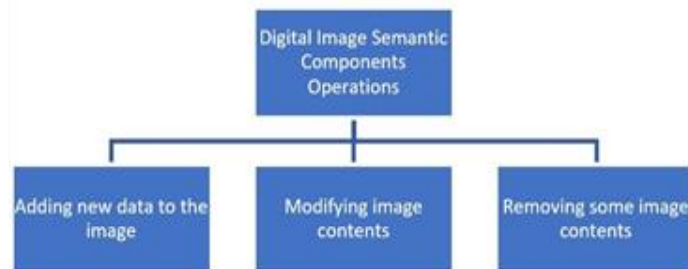 Digital Image Semantic
Components
Operations
Adding new data to the
image
Modifying image
contents
Removing some image
contents